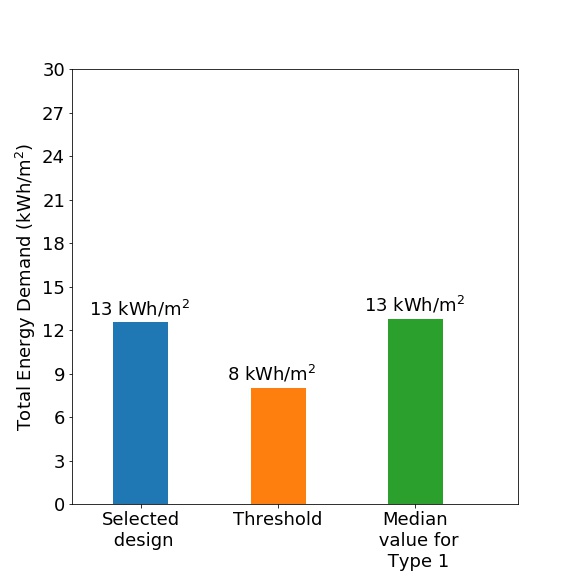 30
27
24
21
18
15
12
9
6
3
0
Total Energy Demand (kWh/m²)
13 kWh/m²
8 kWh/m²
13 kWh/m²
Selected
design
Threshold
Median
value for
Type 1